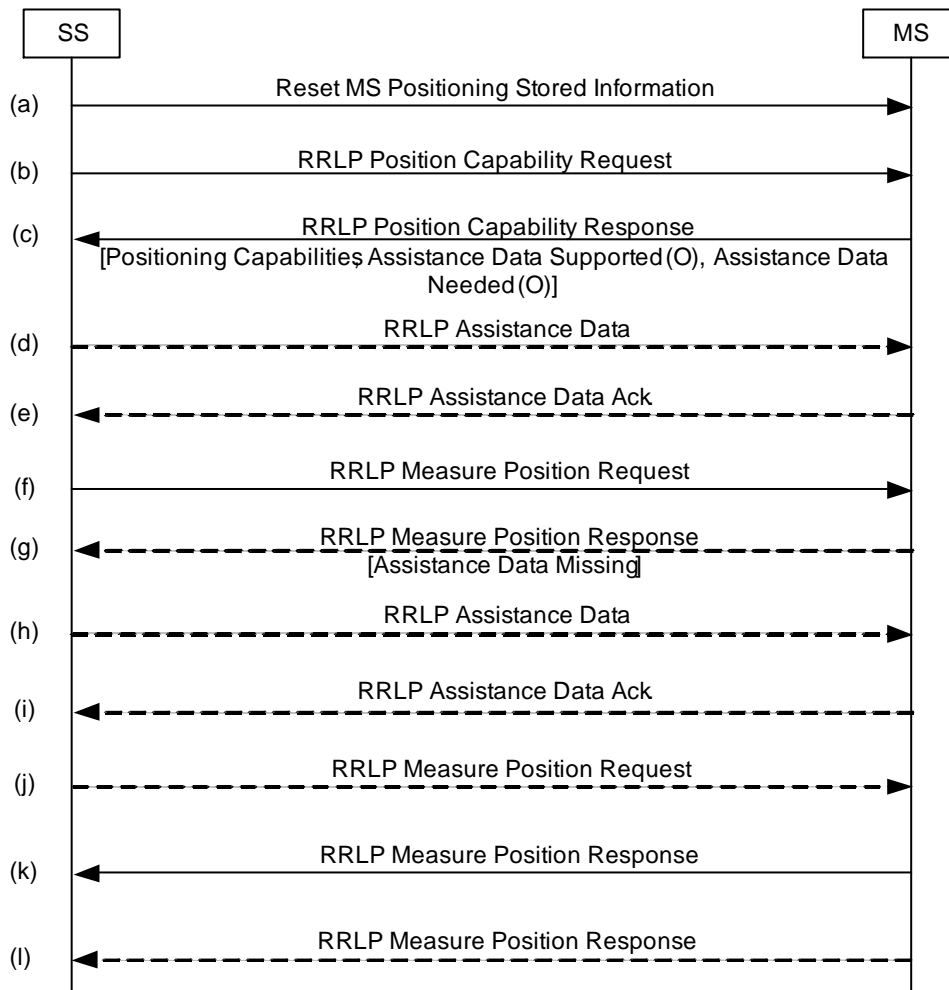 SS
MS
(a)
Reset MS Positioning Stored Information
(b)
RRLP Position Capability Request
(c)
RRLP Position Capability Response
[Positioning Capabilities, Assistance Data Supported (O), Assistance Data
Needed (O)]
(d)
RRLP Assistance Data
(e)
RRLP Assistance Data Ack.
(f)
RRLP Measure Position Request
(g)
RRLP Measure Position Response
[Assistance Data Missing]
(h)
RRLP Assistance Data
(i)
RRLP Assistance Data Ack.
(j)
RRLP Measure Position Request
(k)
RRLP Measure Position Response
(l)
RRLP Measure Position Response